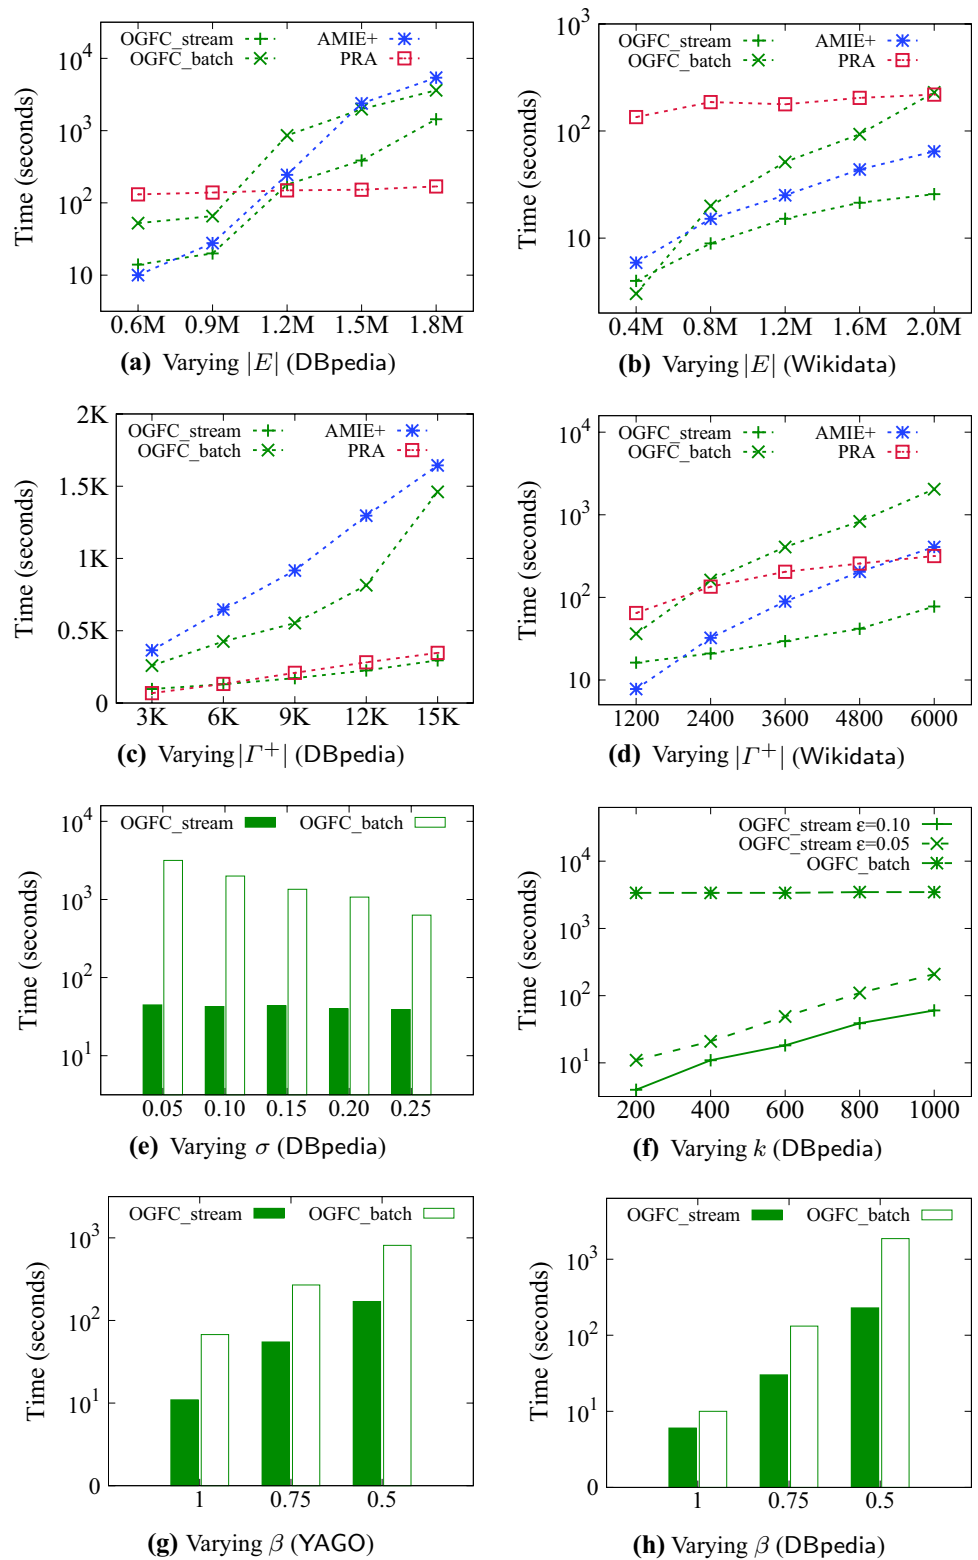 OGFC_stream AMIE+
OGFC_batch PRA
Time (seconds)
10^4
10^3
10^2
10
0.6M 0.9M 1.2M 1.5M 1.8M
(a) Varying |E| (DBpedia)
OGFC_stream AMIE+
OGFC_batch PRA
Time (seconds)
10^3
10^2
10
0.4M 0.8M 1.2M 1.6M 2.0M
(b) Varying |E| (Wikidata)
OGFC_stream AMIE+
OGFC_batch PRA
Time (seconds)
2K
1.5K
1K
0.5K
0
3K 6K 9K 12K 15K
(c) Varying |Γ+| (DBpedia)
OGFC_stream AMIE+
OGFC_batch PRA
Time (seconds)
10^4
10^3
10^2
10
1200 2400 3600 4800 6000
(d) Varying |Γ+| (Wikidata)
OGFC_stream OGFC_batch
Time (seconds)
10^4
10^3
10^2
10^1
0.05 0.10 0.15 0.20 0.25
(e) Varying σ (DBpedia)
OGFC_stream ε=0.10
OGFC_stream ε=0.05
OGFC_batch
Time (seconds)
10^4
10^3
10^2
10^1
200 400 600 800 1000
(f) Varying k (DBpedia)
OGFC_stream OGFC_batch
Time (seconds)
10^3
10^2
10^1
0
1 0.75 0.5
(g) Varying β (YAGO)
OGFC_stream OGFC_batch
Time (seconds)
10^3
10^2
10^1
0
1 0.75 0.5
(h) Varying β (DBpedia)